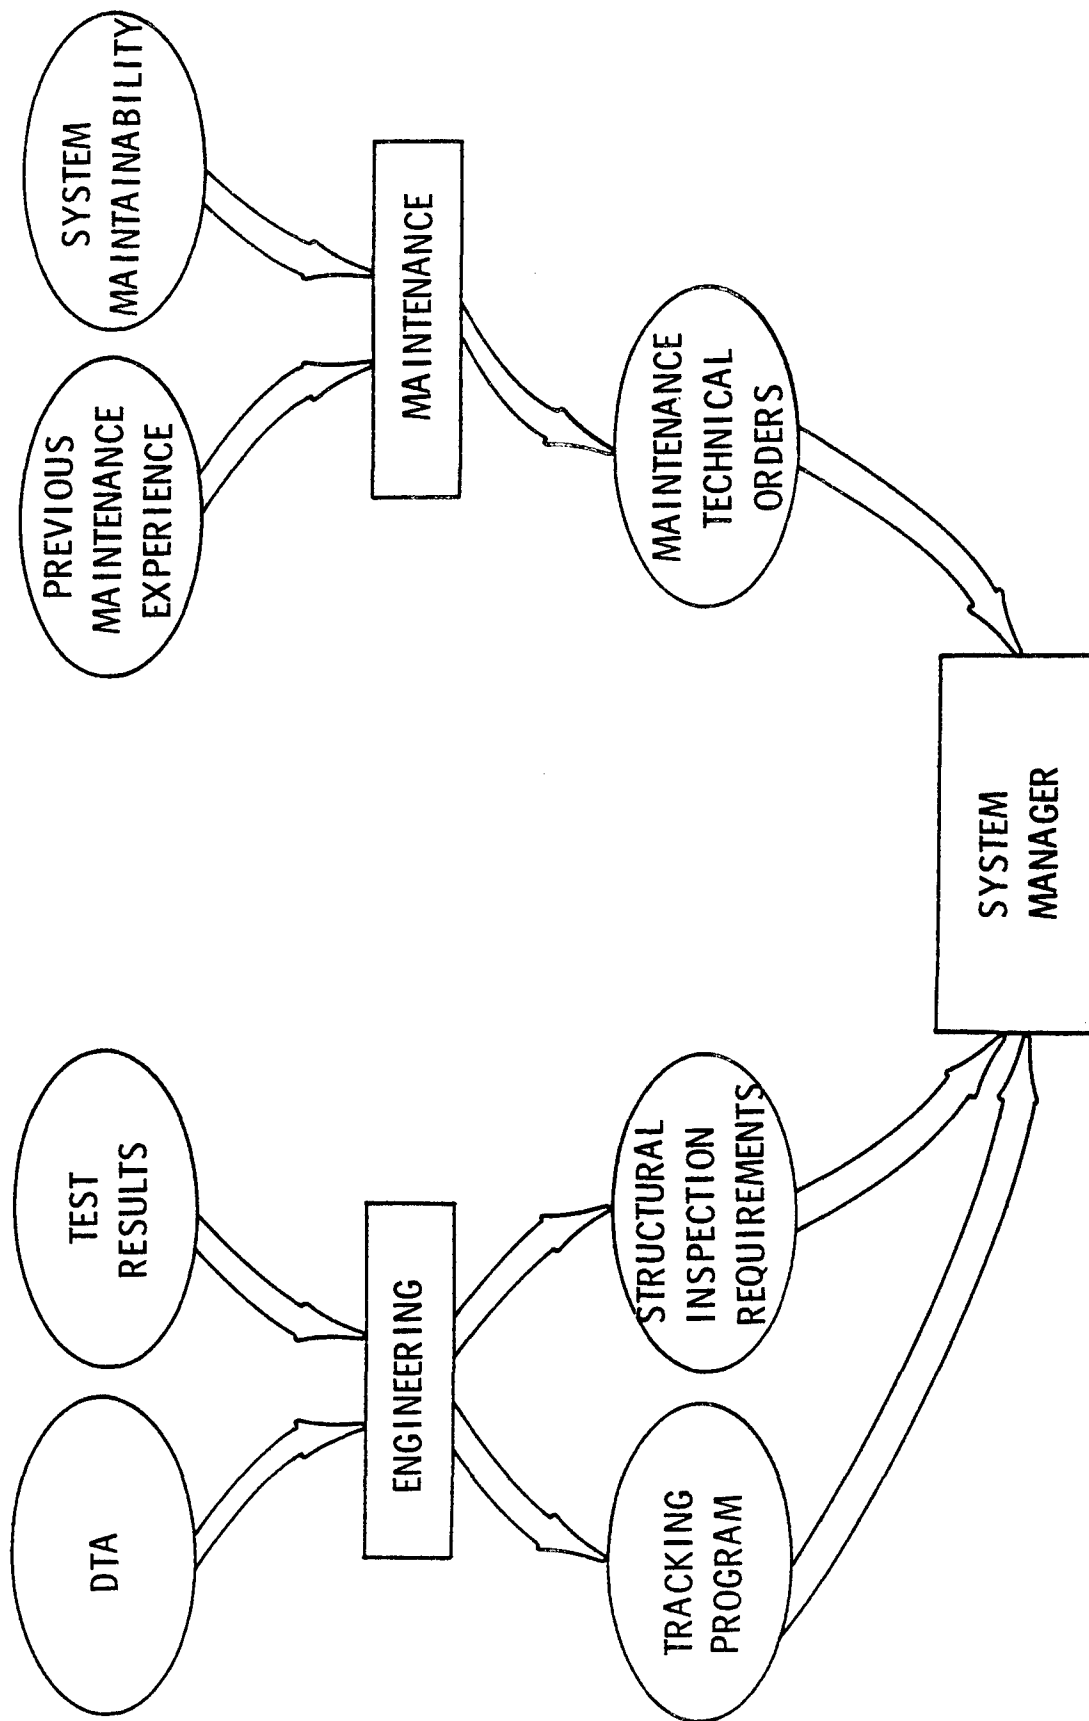 DTA
TEST
RESULTS
PREVIOUS
MAINTENANCE
EXPERIENCE
SYSTEM
MAINTAINABILITY
ENGINEERING
MAINTENANCE
TRACKING
PROGRAM
STRUCTURAL
INSPECTION
REQUIREMENTS
MAINTENANCE
TECHNICAL
ORDERS
SYSTEM
MANAGER